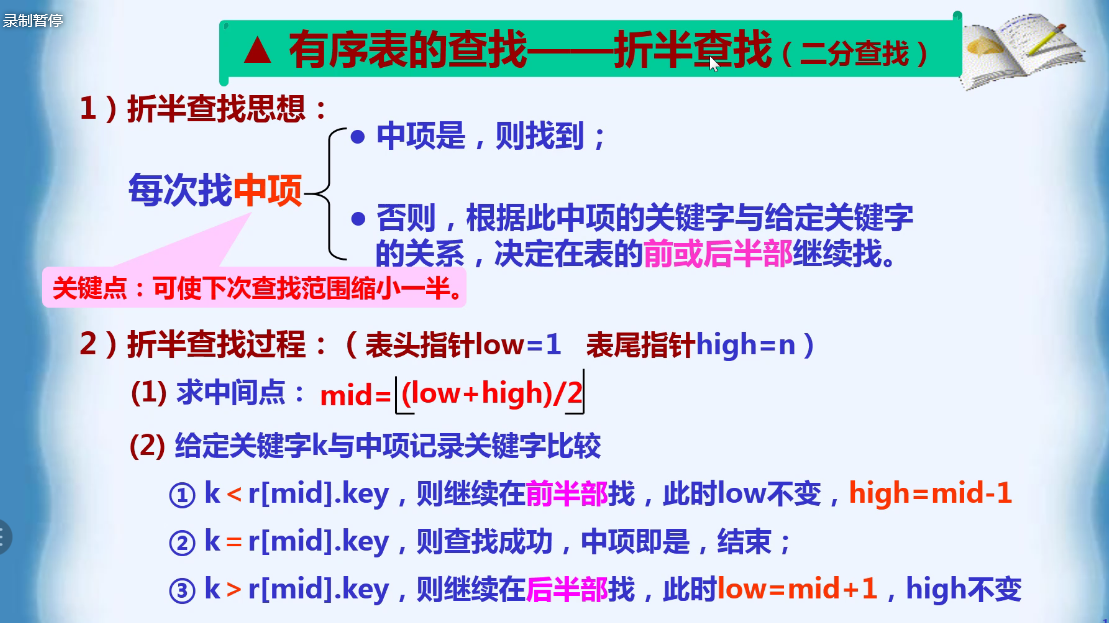 录制暂停
▲ 有序表的查找——折半查找（二分查找）
1）折半查找思想：
● 中项是，则找到；
每次找中项
● 否则，根据此中项的关键字与给定关键字
的关系，决定在表的前或后半部继续找。
关键点：可使下次查找范围缩小一半。
2）折半查找过程：（表头指针low=1 表尾指针high=n）
(1) 求中间点： mid=⌊(low+high)/2⌋
(2) 给定关键字k与中项记录关键字比较
① k＜r[mid].key，则继续在前半部找，此时low不变，high=mid-1
② k＝r[mid].key，则查找成功，中项即是，结束；
③ k＞r[mid].key，则继续在后半部找，此时low=mid+1，high不变